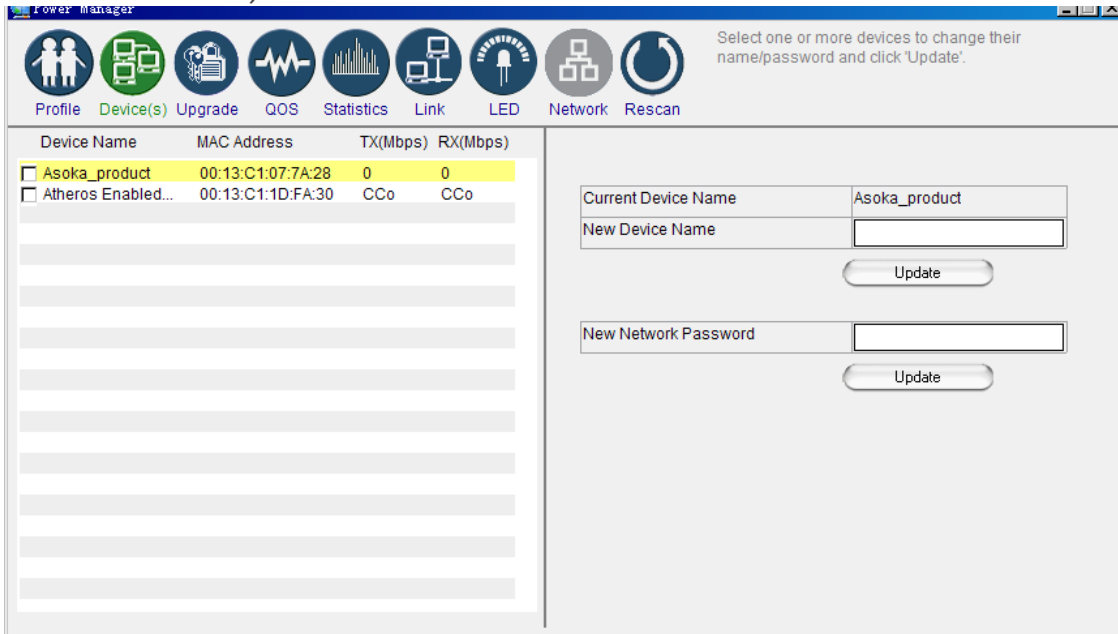 Power Manager
Select one or more devices to change their
name/password and click 'Update'.
Profile Device(s) Upgrade QOS Statistics Link LED Network Rescan
Device Name MAC Address TX(Mbps) RX(Mbps)
Asoka_product 00:13:C1:07:7A:28 0 0
Atheros Enabled... 00:13:C1:1D:FA:30 CCo CCo
Current Device Name Asoka_product
New Device Name
Update
New Network Password
Update